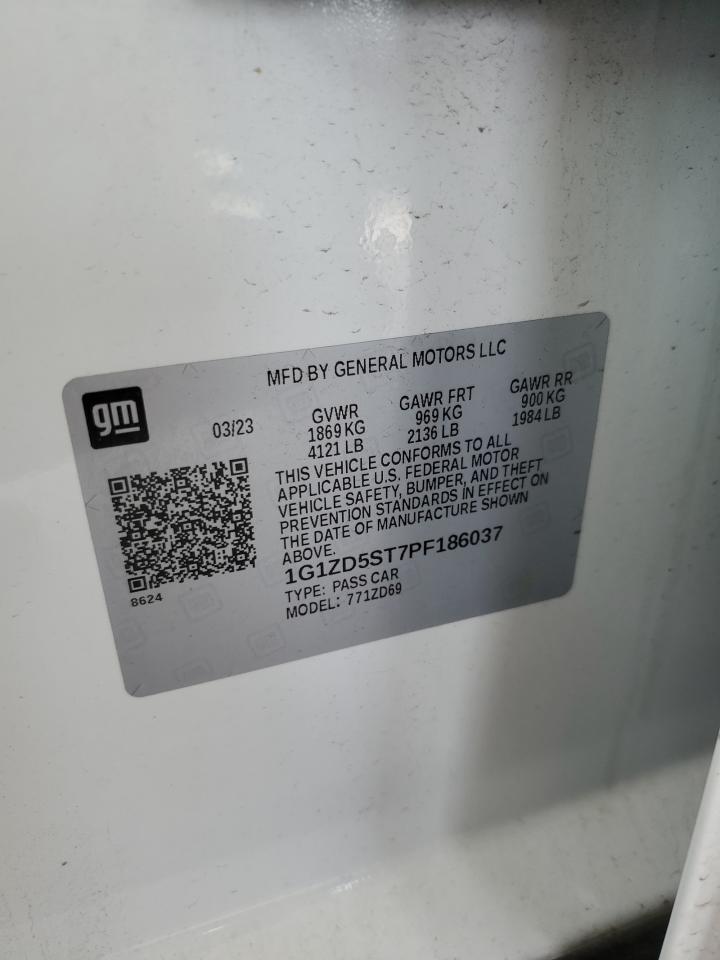 MFD BY GENERAL MOTORS LLC
gm
03/23
GVWR
1869 KG
4121 LB
GAWR FRT
969 KG
2136 LB
GAWR RR
900 KG
1984 LB
THIS VEHICLE CONFORMS TO ALL
APPLICABLE U.S. FEDERAL MOTOR
VEHICLE SAFETY, BUMPER, AND THEFT
PREVENTION STANDARDS IN EFFECT ON
THE DATE OF MANUFACTURE SHOWN
ABOVE.
1G1ZD5ST7PF186037
TYPE: PASS CAR
MODEL: 771ZD69
8624